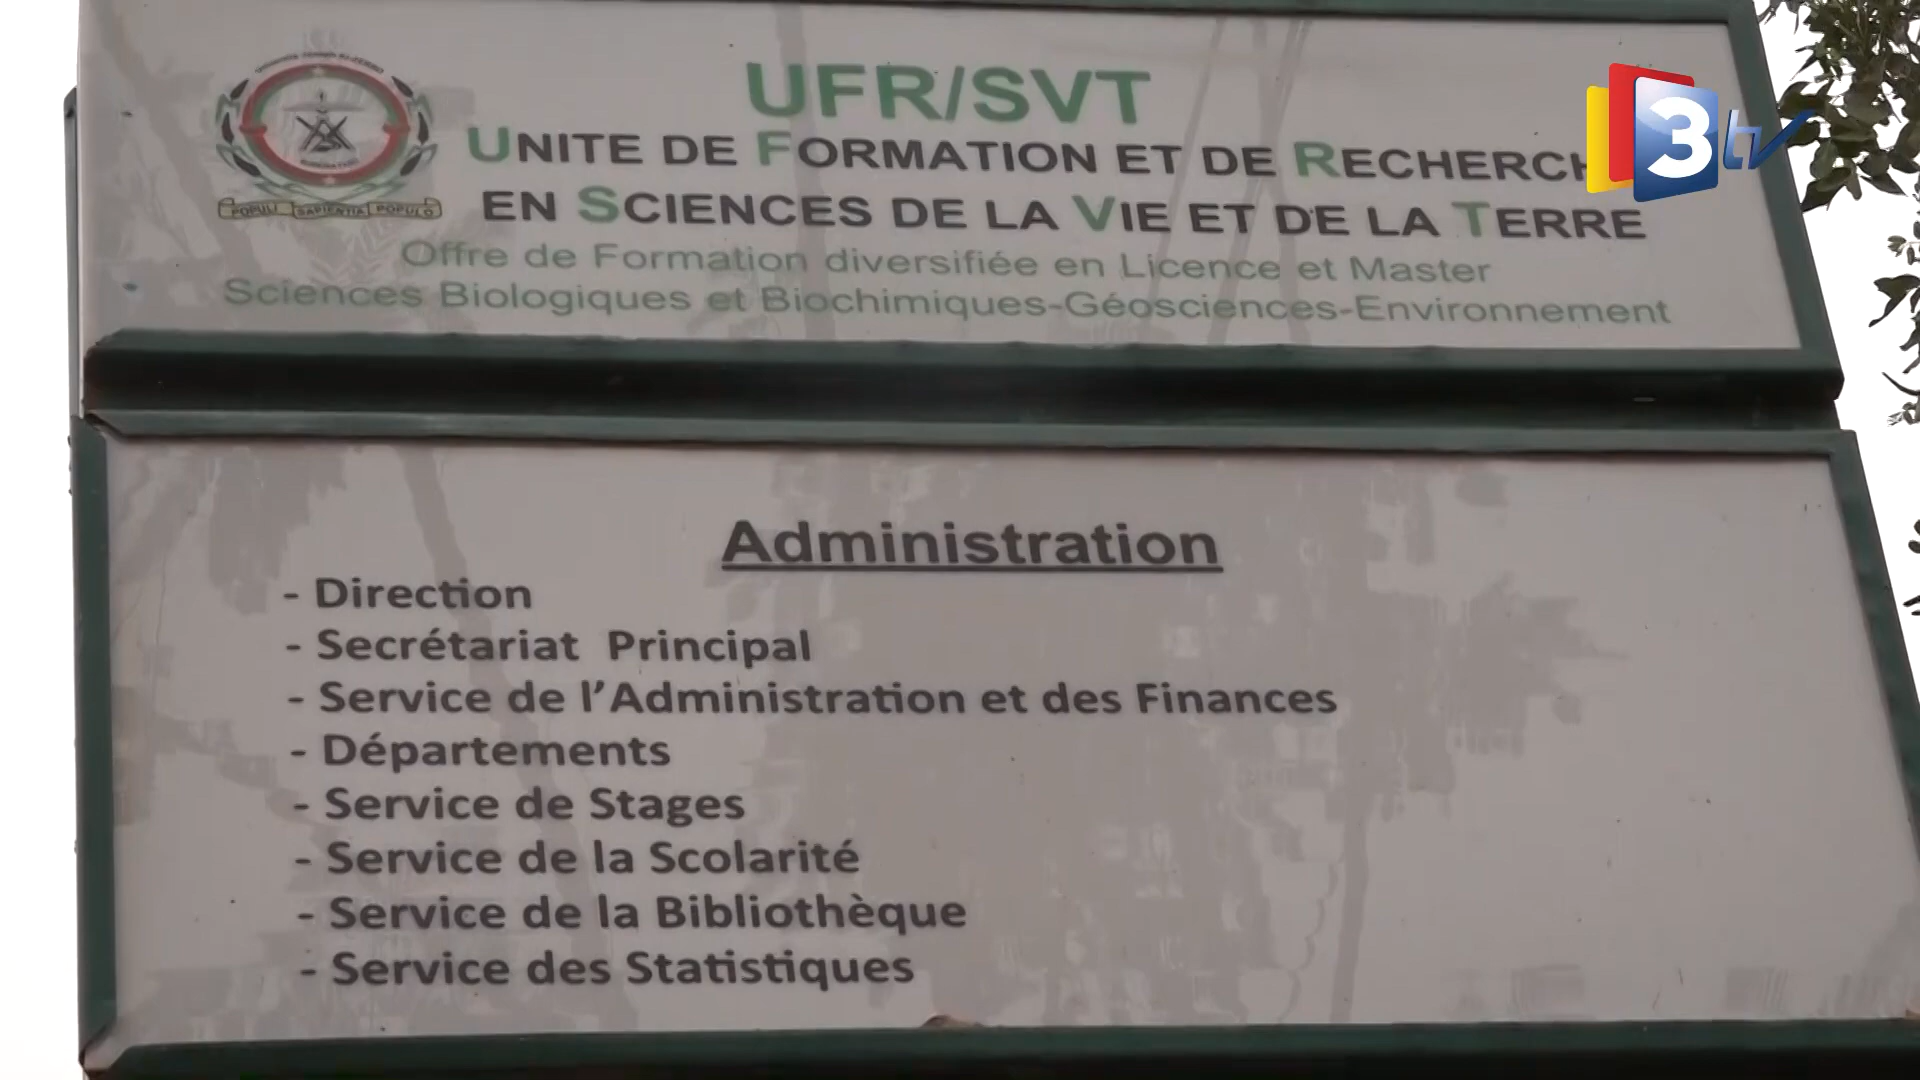 UFR/SVT
UNITE DE FORMATION ET DE RECHERCH
EN SCIENCES DE LA VIE ET DE LA TERRE
Offre de Formation diversifiée en Licence et Master
Sciences Biologiques et Biochimiques-Géosciences-Environnement
POPULI SAPIENTIA POPULO
3tv
Administration
- Direction
- Secrétariat Principal
- Service de l’Administration et des Finances
- Départements
- Service de Stages
- Service de la Scolarité
- Service de la Bibliothèque
- Service des Statistiques